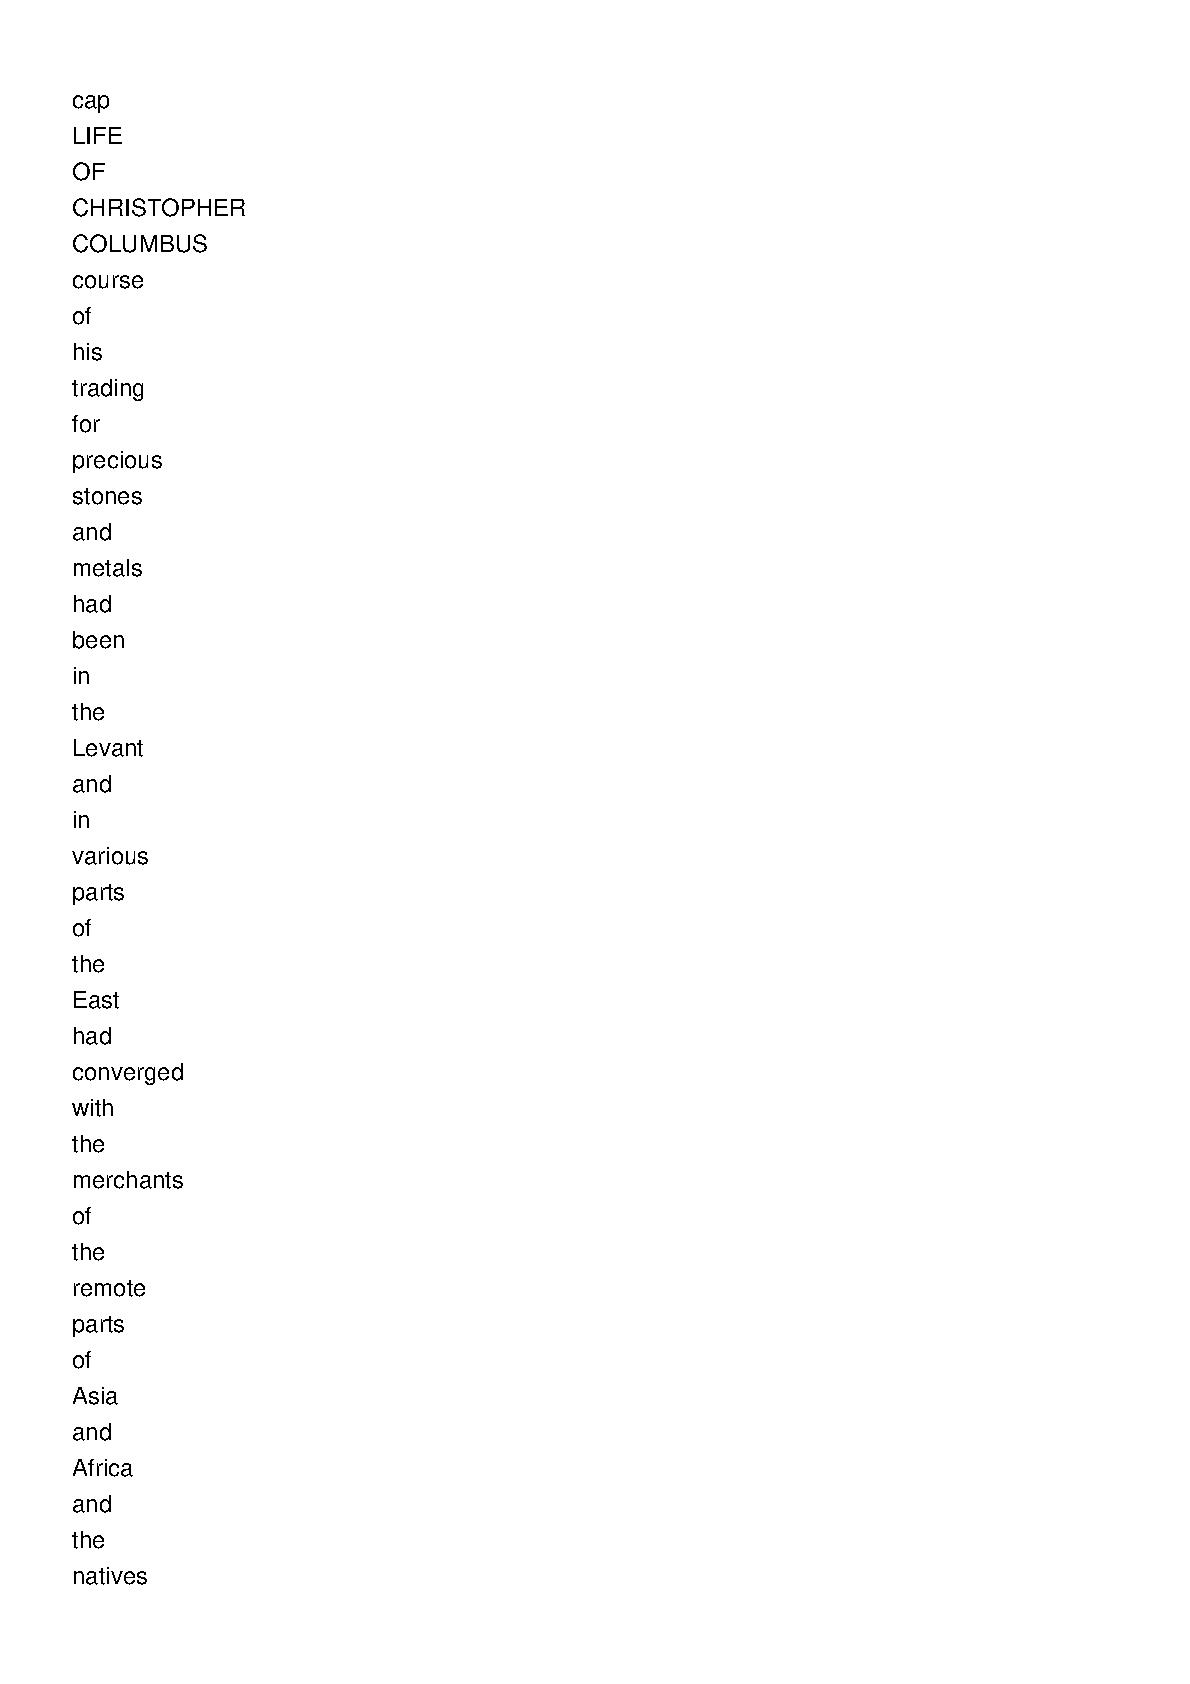 cap
LIFE
OF
CHRISTOPHER
COLUMBUS
course
of
his
trading
for
precious
stones
and
metals
had
been
in
the
Levant
and
in
various
parts
of
the
East
had
converged
with
the
merchants
of
the
remote
parts
of
Asia
and
Africa
and
the
natives